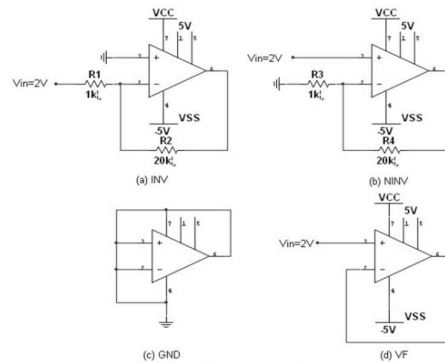 VCC
5V
7 1 5
3
+
Vin=2V
R1
1k
2
−
6
4
VSS
-5V
R2
20k
(a) INV
VCC
5V
7 1 5
Vin=2V
3
+
R3
1k
2
−
6
4
VSS
-5V
R4
20k
(b) NINV
7 1 5
3
+
2
−
6
4
(c) GND
VCC
5V
7 1 5
Vin=2V
3
+
2
−
6
4
VSS
-5V
(d) VF